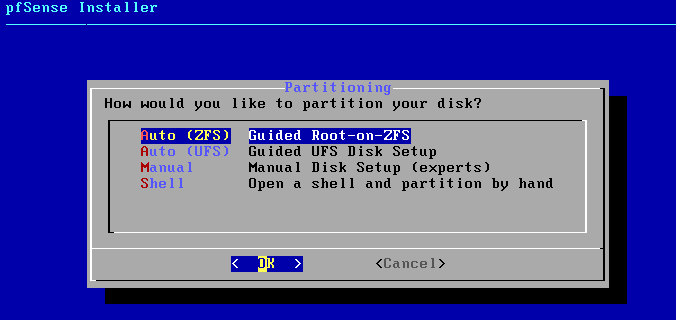 pfSense Installer
Partitioning
How would you like to partition your disk?
Auto (ZFS) Guided Root-on-ZFS
Auto (UFS) Guided UFS Disk Setup
Manual Manual Disk Setup (experts)
Shell Open a shell and partition by hand
< OK > <Cancel>